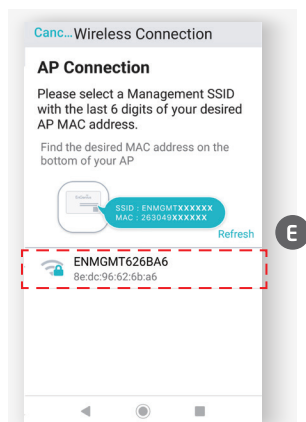 Canc...Wireless Connection
AP Connection
Please select a Management SSID
with the last 6 digits of your desired
AP MAC address.
Find the desired MAC address on the
bottom of your AP
SSID : ENMGMTXXXXXX
MAC : 263049XXXXXX
Refresh
E
ENMGMT626BA6
8e:dc:96:62:6b:a6